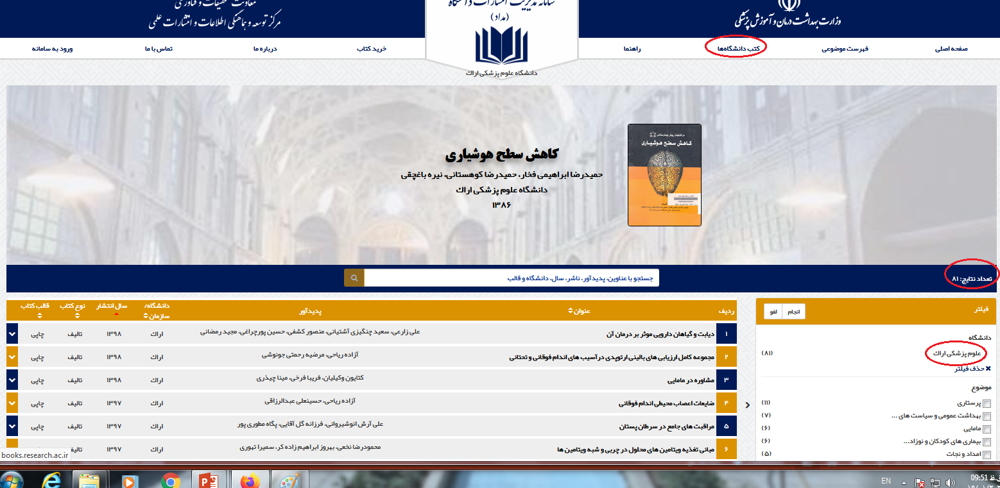 وزارت بهداشت درمان و آموزش پزشکی
سامانه مدیریت انتشارات دانشگاه
(مداد)
معاونت تحقیقات و فناوری
مرکز توسعه و هماهنگی اطلاعات و انتشارات علمی
صفحه اصلی
فهرست موضوعی
کتب دانشگاه‌ها
راهنما
دانشگاه علوم پزشکی اراک
خرید کتاب
درباره ما
تماس با ما
ورود به سامانه
کاهش سطح هوشیاری
کاهش سطح هوشیاری
حمیدرضا ابراهیمی فخار، حمیدرضا کوهستانی، نیره باغچقی
دانشگاه علوم پزشکی اراک
۱۳۸۶
تعداد نتایج: ۸۱
جستجو با عناوین، پدیدآور، ناشر، سال، دانشگاه و قالب
فیلتر
انجام لغو
دانشگاه
علوم پزشکی اراک (۸۱)
حذف فیلتر
موضوع
پرستاری (۱۱)
بهداشت عمومی و سیاست های ... (۷)
مامایی (۶)
بیماری های کودکان و نوزاد... (۶)
امداد و نجات (۵)
ردیف عنوان پدیدآور دانشگاه/سازمان سال انتشار نوع کتاب قالب کتاب
۱ دیابت و گیاهان دارویی موثر بر درمان آن علی زارعی، سعید چنگیزی آشتیانی، منصور کشفی، حسین پورچراغی، مجید رمضانی اراک ۱۳۹۸ تالیف چاپی
۲ مجموعه کامل ارزیابی های بالینی ارتوپدی درآسیب های اندام فوقانی و تحتانی آزاده ریاحی، مرضیه رحمتی جونوشی اراک ۱۳۹۸ تالیف چاپی
۳ مشاوره در مامایی کتایون وکیلیان، فریبا فرخی، مینا چیذری اراک ۱۳۹۸ تالیف چاپی
۴ ضایعات اعصاب محیطی اندام فوقانی آزاده ریاحی، حسینعلی عبدالرزاقی اراک ۱۳۹۷ تالیف چاپی
۵ مراقبت های جامع در سرطان پستان علی آرش انوشیروانی، فرزانه گل آقایی، پگاه مطوری پور اراک ۱۳۹۷ تالیف چاپی
۶ مبانی تغذیه ویتامین های محلول در چربی و شبه ویتامین ها محمودرضا نخعی، بهروز ابراهیم زاده کر، سمیرا تهوری اراک ۱۳۹۷ تالیف
books.research.ac.ir
EN
09:51 ق.ظ